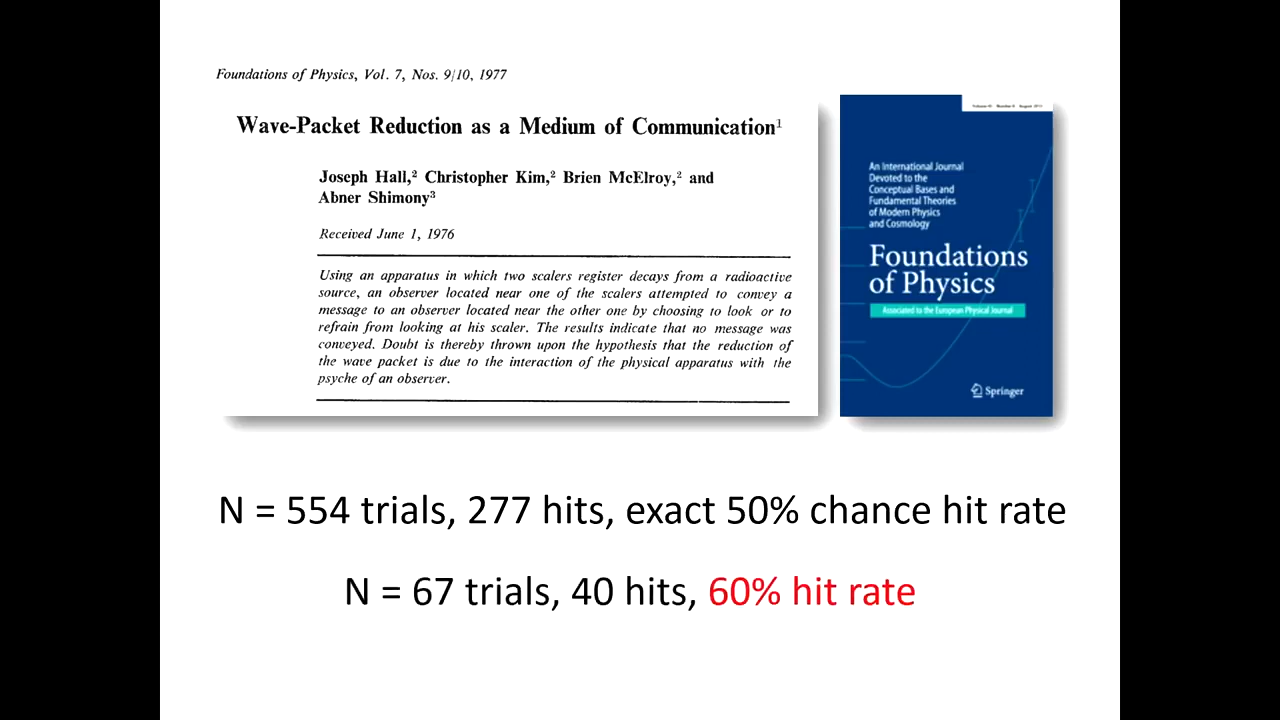 Foundations of Physics, Vol. 7, Nos. 9/10, 1977
Wave-Packet Reduction as a Medium of Communication¹
Joseph Hall,² Christopher Kim,² Brien McElroy,² and
Abner Shimony³
Received June 1, 1976
Using an apparatus in which two scalers register decays from a radioactive
source, an observer located near one of the scalers attempted to convey a
message to an observer located near the other one by choosing to look or to
refrain from looking at his scaler. The results indicate that no message was
conveyed. Doubt is thereby thrown upon the hypothesis that the reduction of
the wave packet is due to the interaction of the physical apparatus with the
psyche of an observer.
An International Journal
Devoted to the
Conceptual Bases and
Fundamental Theories
of Modern Physics
and Cosmology
Foundations
of Physics
Associated to the European Physical Journal
Springer
N = 554 trials, 277 hits, exact 50% chance hit rate
N = 67 trials, 40 hits, 60% hit rate